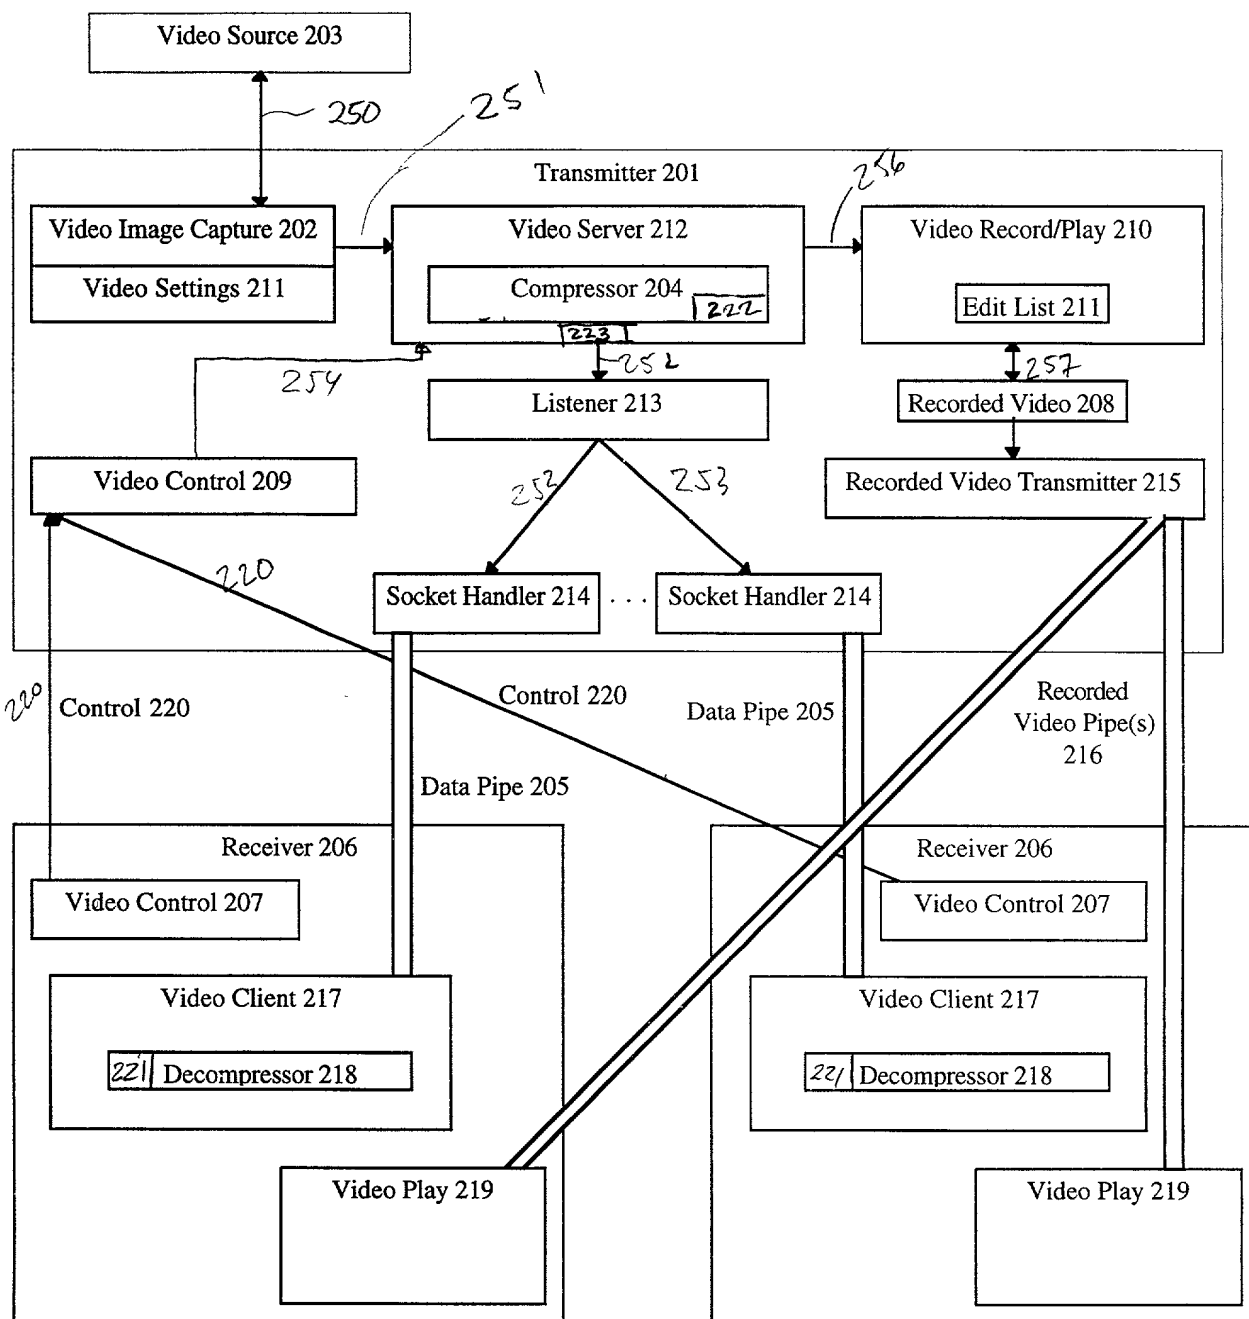 Video Source 203
250
251
Transmitter 201
256
Video Image Capture 202
Video Server 212
Video Record/Play 210
Video Settings 211
Compressor 204
222
Edit List 211
223
254
252
257
Listener 213
Recorded Video 208
Video Control 209
252
253
Recorded Video Transmitter 215
220
Socket Handler 214 . . . Socket Handler 214
220
Control 220
Control 220
Data Pipe 205
Recorded
Video Pipe(s)
216
Data Pipe 205
Receiver 206
Receiver 206
Video Control 207
Video Control 207
Video Client 217
Video Client 217
221 Decompressor 218
221 Decompressor 218
Video Play 219
Video Play 219